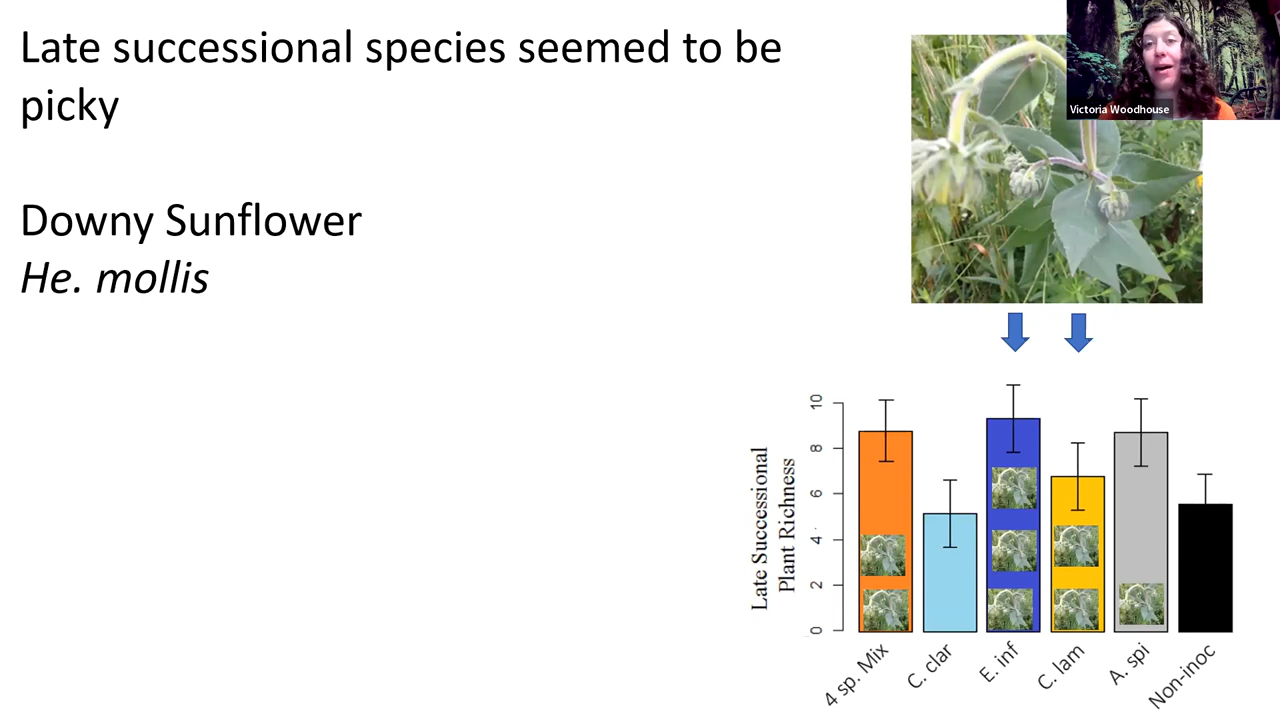 Late successional species seemed to be
picky
Victoria Woodhouse
Downy Sunflower
He. mollis
Late Successional
Plant Richness
0 2 4 6 8 10
4 sp. Mix
C. clar
E. inf
C. lam
A. spi
Non-inoc